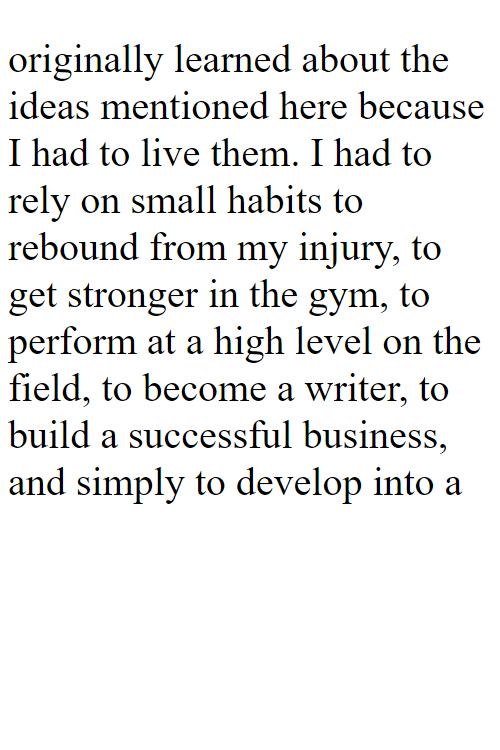 originally learned about the
ideas mentioned here because
I had to live them. I had to
rely on small habits to
rebound from my injury, to
get stronger in the gym, to
perform at a high level on the
field, to become a writer, to
build a successful business,
and simply to develop into a